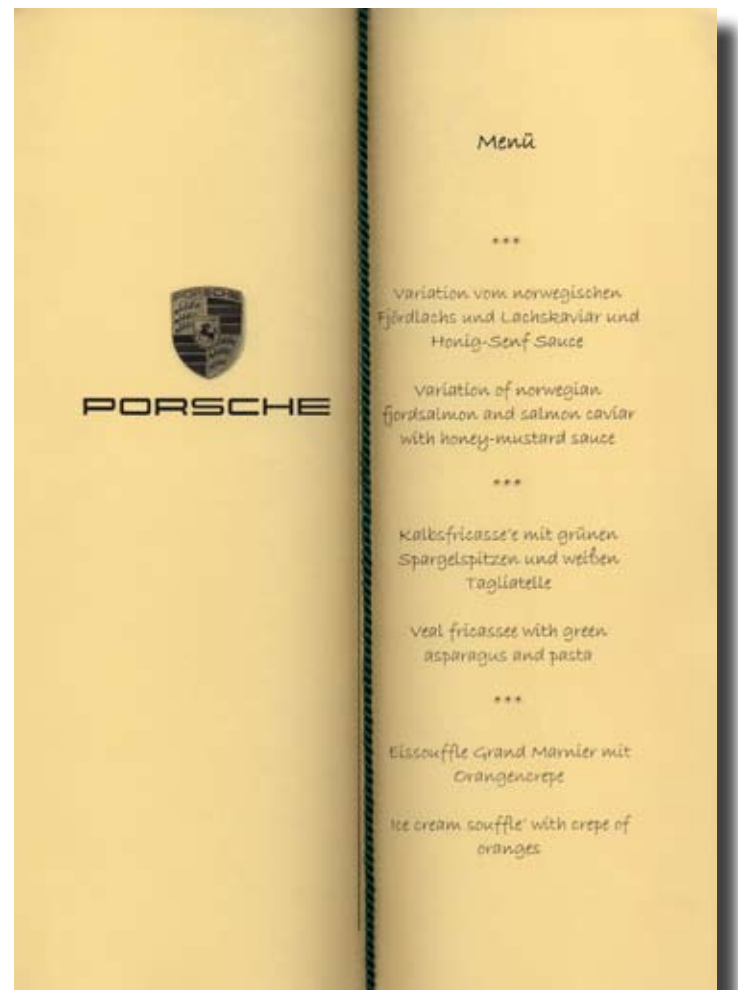 PORSCHE
PORSCHE
Menü
***
Variation vom norwegischen
Fjördlachs und Lachskaviar und
Honig-Senf Sauce
Variation of norwegian
fjordsalmon and salmon caviar
with honey-mustard sauce
***
Kalbsfricasse'e mit grünen
Spargelspitzen und weißen
Tagliatelle
Veal fricassee with green
asparagus and pasta
***
Eissouffle Grand Marnier mit
Orangencrepe
Ice cream souffle' with crepe of
oranges